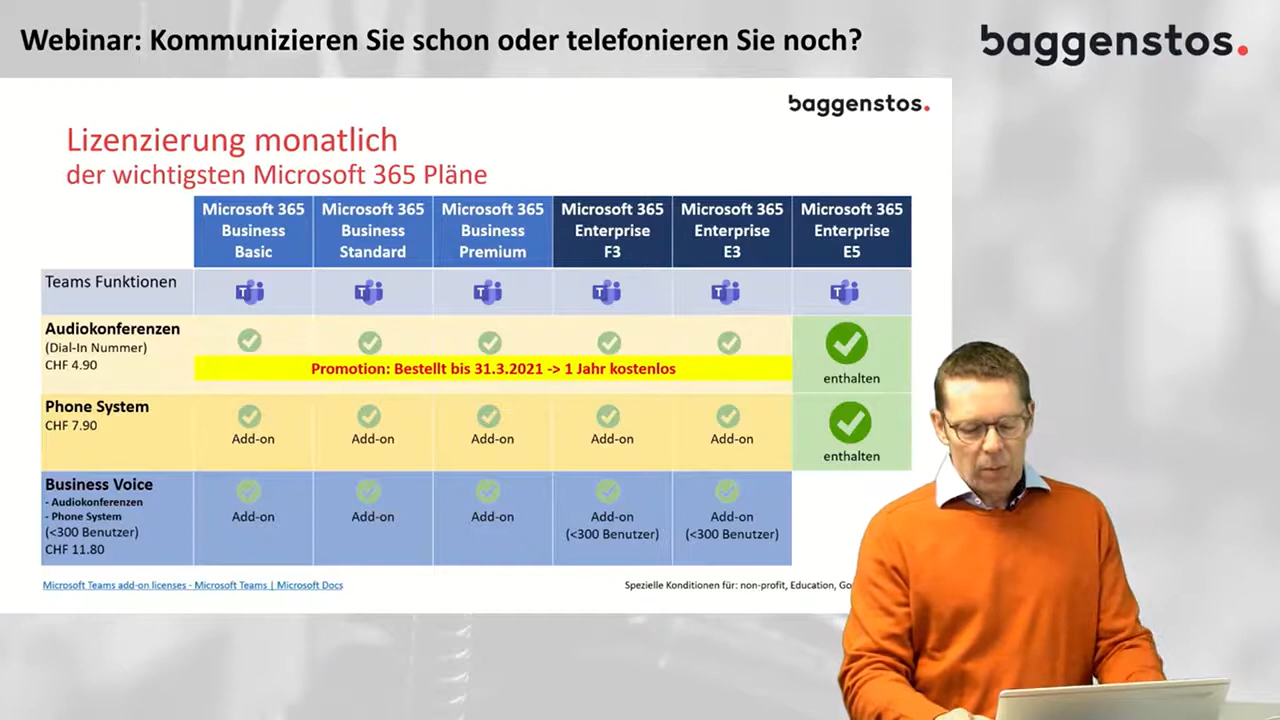 Webinar: Kommunizieren Sie schon oder telefonieren Sie noch?
baggenstos.
baggenstos.
Lizenzierung monatlich
der wichtigsten Microsoft 365 Pläne
Microsoft 365 Business Basic
Microsoft 365 Business Standard
Microsoft 365 Business Premium
Microsoft 365 Enterprise F3
Microsoft 365 Enterprise E3
Microsoft 365 Enterprise E5
Teams Funktionen
T T T T T T
Audiokonferenzen
(Dial-In Nummer)
CHF 4.90
Promotion: Bestellt bis 31.3.2021 -> 1 Jahr kostenlos
enthalten
Phone System
CHF 7.90
Add-on Add-on Add-on Add-on Add-on
enthalten
Business Voice
- Audiokonferenzen
- Phone System
(<300 Benutzer)
CHF 11.80
Add-on Add-on Add-on
Add-on (<300 Benutzer)
Add-on (<300 Benutzer)
Microsoft Teams add-on licenses - Microsoft Teams | Microsoft Docs
Spezielle Konditionen für: non-profit, Education,